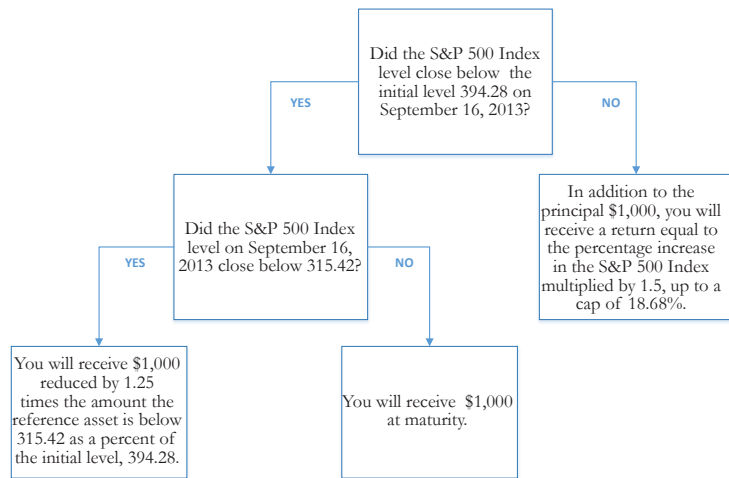 Did the S&P 500 Index
level close below the
initial level 394.28 on
September 16, 2013?
YES
NO
Did the S&P 500 Index
level on September 16,
2013 close below 315.42?
In addition to the
principal $1,000, you will
receive a return equal to
the percentage increase
in the S&P 500 Index
multiplied by 1.5, up to a
cap of 18.68%.
YES
NO
You will receive $1,000
reduced by 1.25
times the amount the
reference asset is below
315.42 as a percent of
the initial level, 394.28.
You will receive $1,000
at maturity.